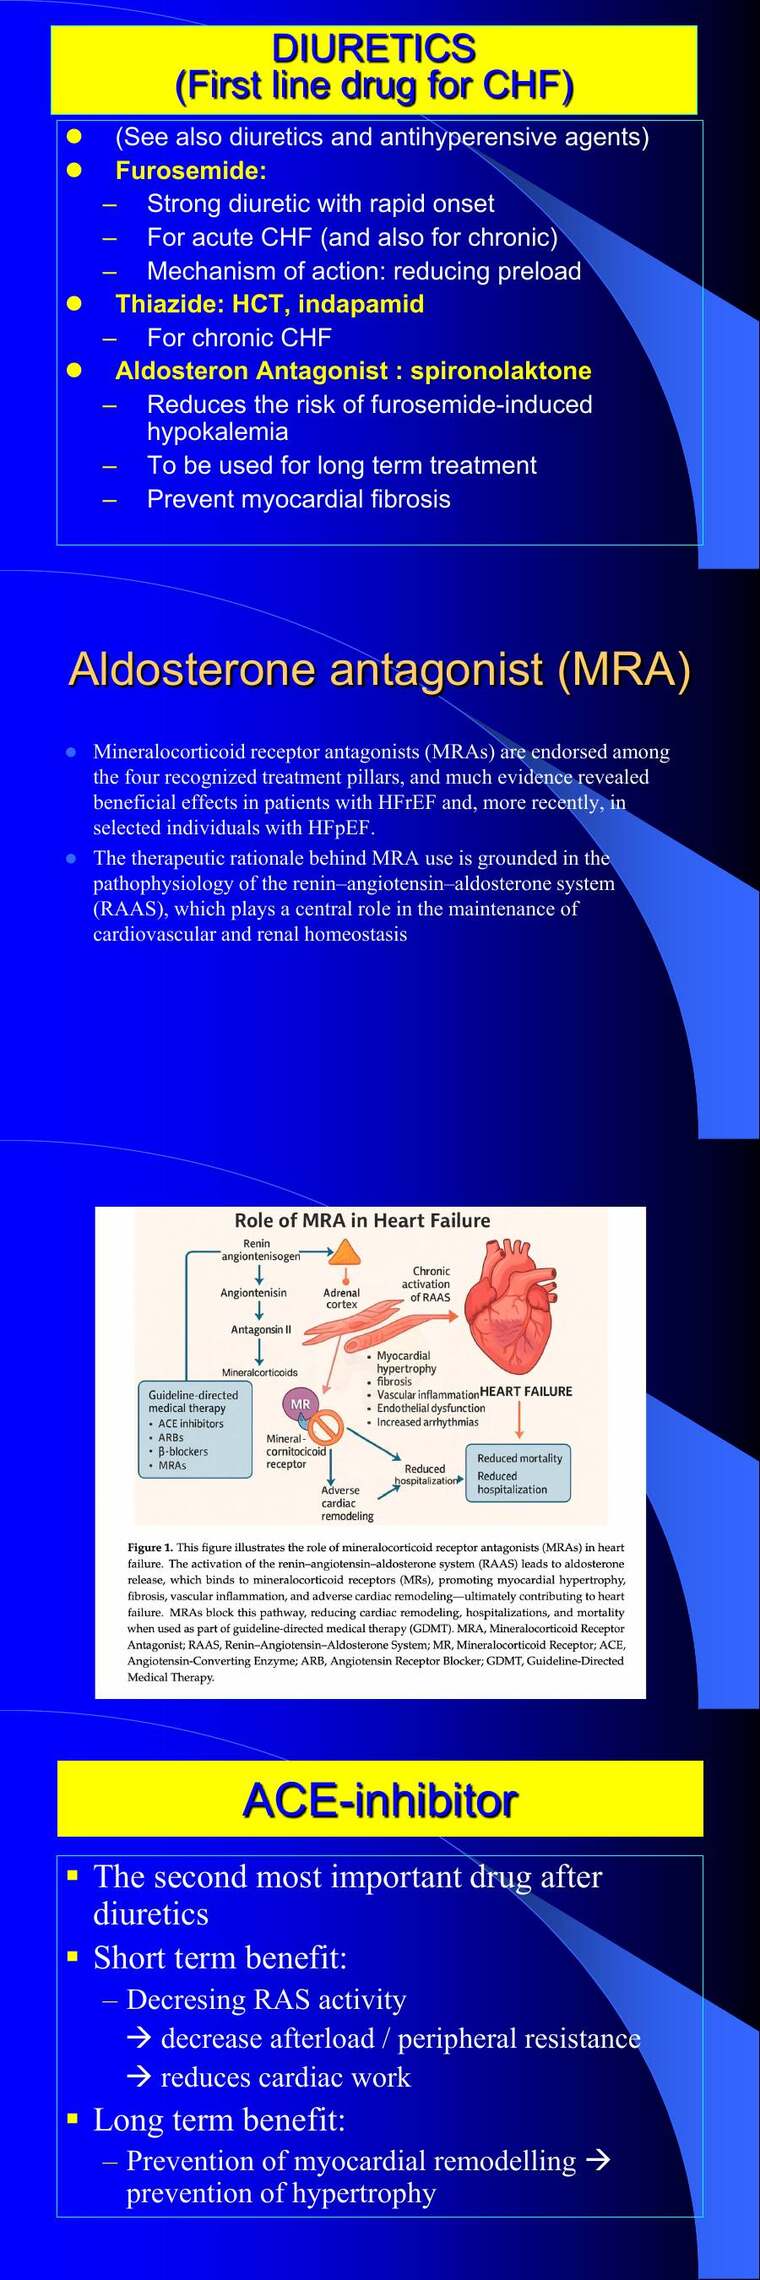 DIURETICS
(First line drug for CHF)
(See also diuretics and antihyperensive agents)
Furosemide:
– Strong diuretic with rapid onset
– For acute CHF (and also for chronic)
– Mechanism of action: reducing preload
Thiazide: HCT, indapamid
– For chronic CHF
Aldosteron Antagonist : spironolaktone
– Reduces the risk of furosemide-induced
hypokalemia
– To be used for long term treatment
– Prevent myocardial fibrosis
Aldosterone antagonist (MRA)
Mineralocorticoid receptor antagonists (MRAs) are endorsed among
the four recognized treatment pillars, and much evidence revealed
beneficial effects in patients with HFrEF and, more recently, in
selected individuals with HFpEF.
The therapeutic rationale behind MRA use is grounded in the
pathophysiology of the renin–angiotensin–aldosterone system
(RAAS), which plays a central role in the maintenance of
cardiovascular and renal homeostasis
Role of MRA in Heart Failure
Renin
angiontenisogen
Angiontenisin
Antagonsin II
Mineralcorticoids
Adrenal
cortex
Chronic
activation
of RAAS
• Myocardial
hypertrophy
• fibrosis
• Vascular inflammation
• Endothelial dysfunction
• Increased arrhythmias
HEART FAILURE
Guideline-directed
medical therapy
• ACE inhibitors
• ARBs
• β-blockers
• MRAs
MR
Mineral-
cornitocicoid
receptor
Adverse
cardiac
remodeling
Reduced
hospitalization
Reduced mortality
Reduced
hospitalization
Figure 1. This figure illustrates the role of mineralocorticoid receptor antagonists (MRAs) in heart
failure. The activation of the renin–angiotensin–aldosterone system (RAAS) leads to aldosterone
release, which binds to mineralocorticoid receptors (MRs), promoting myocardial hypertrophy,
fibrosis, vascular inflammation, and adverse cardiac remodeling—ultimately contributing to heart
failure. MRAs block this pathway, reducing cardiac remodeling, hospitalizations, and mortality
when used as part of guideline-directed medical therapy (GDMT). MRA, Mineralocorticoid Receptor
Antagonist; RAAS, Renin–Angiotensin–Aldosterone System; MR, Mineralocorticoid Receptor; ACE,
Angiotensin-Converting Enzyme; ARB, Angiotensin Receptor Blocker; GDMT, Guideline-Directed
Medical Therapy.
ACE-inhibitor
The second most important drug after
diuretics
Short term benefit:
– Decresing RAS activity
→ decrease afterload / peripheral resistance
→ reduces cardiac work
Long term benefit:
– Prevention of myocardial remodelling →
prevention of hypertrophy